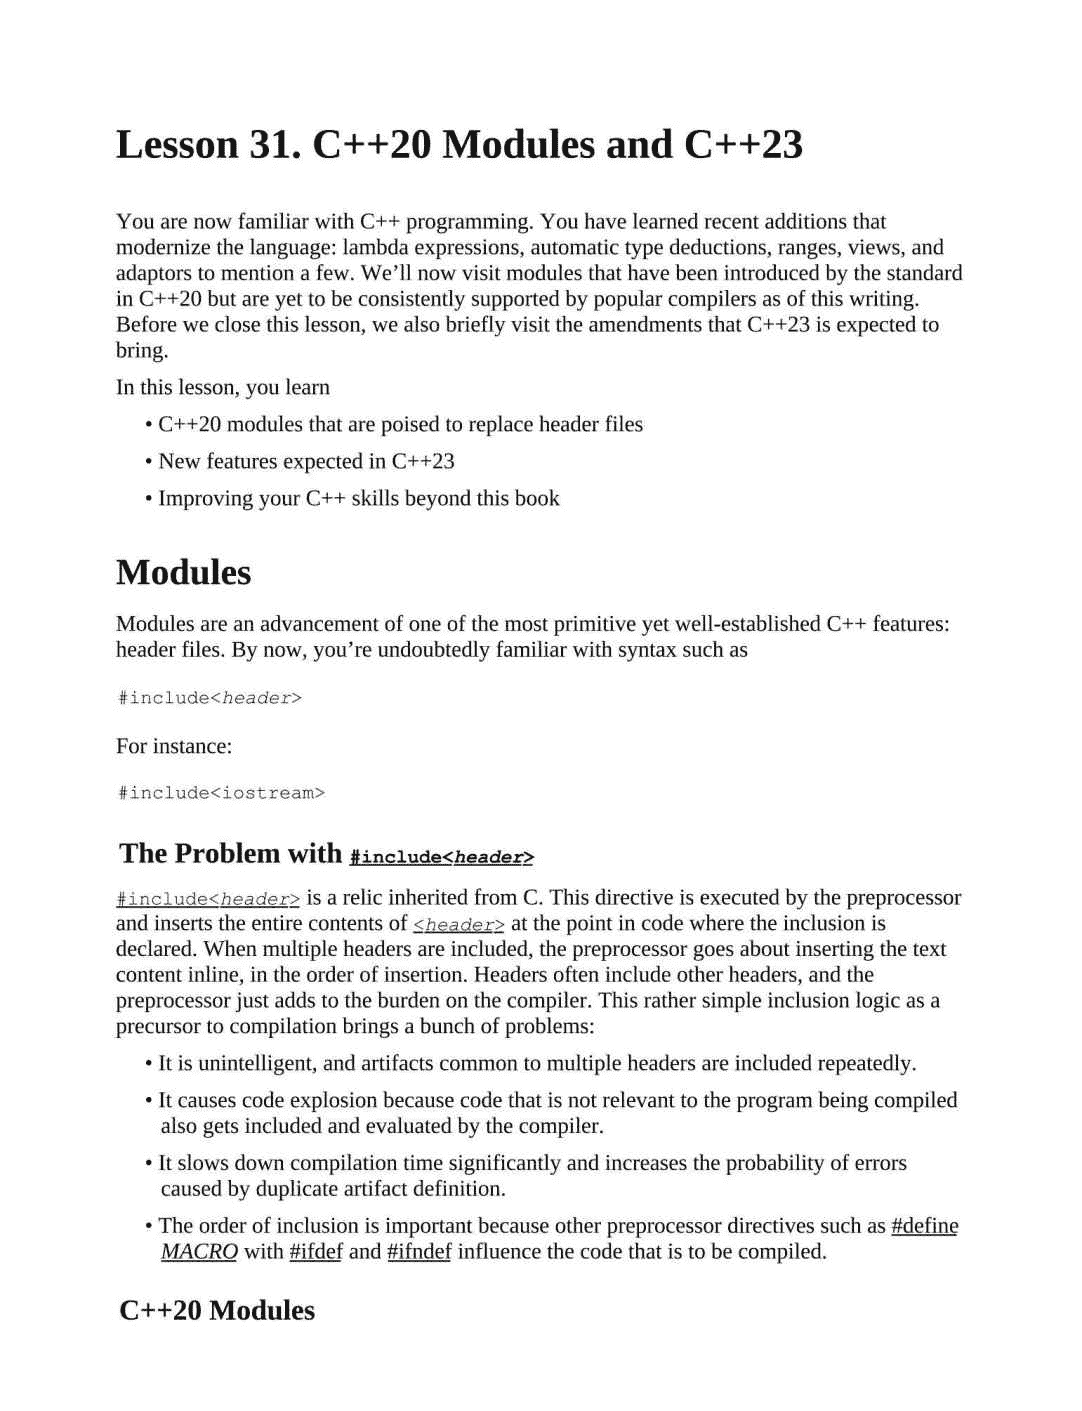 Lesson 31. C++20 Modules and C++23
You are now familiar with C++ programming. You have learned recent additions that
modernize the language: lambda expressions, automatic type deductions, ranges, views, and
adaptors to mention a few. We’ll now visit modules that have been introduced by the standard
in C++20 but are yet to be consistently supported by popular compilers as of this writing.
Before we close this lesson, we also briefly visit the amendments that C++23 is expected to
bring.
In this lesson, you learn
• C++20 modules that are poised to replace header files
• New features expected in C++23
• Improving your C++ skills beyond this book
Modules
Modules are an advancement of one of the most primitive yet well-established C++ features:
header files. By now, you’re undoubtedly familiar with syntax such as
#include<header>
For instance:
#include<iostream>
The Problem with #include<header>
#include<header> is a relic inherited from C. This directive is executed by the preprocessor
and inserts the entire contents of <header> at the point in code where the inclusion is
declared. When multiple headers are included, the preprocessor goes about inserting the text
content inline, in the order of insertion. Headers often include other headers, and the
preprocessor just adds to the burden on the compiler. This rather simple inclusion logic as a
precursor to compilation brings a bunch of problems:
• It is unintelligent, and artifacts common to multiple headers are included repeatedly.
• It causes code explosion because code that is not relevant to the program being compiled
also gets included and evaluated by the compiler.
• It slows down compilation time significantly and increases the probability of errors
caused by duplicate artifact definition.
• The order of inclusion is important because other preprocessor directives such as #define
MACRO with #ifdef and #ifndef influence the code that is to be compiled.
C++20 Modules